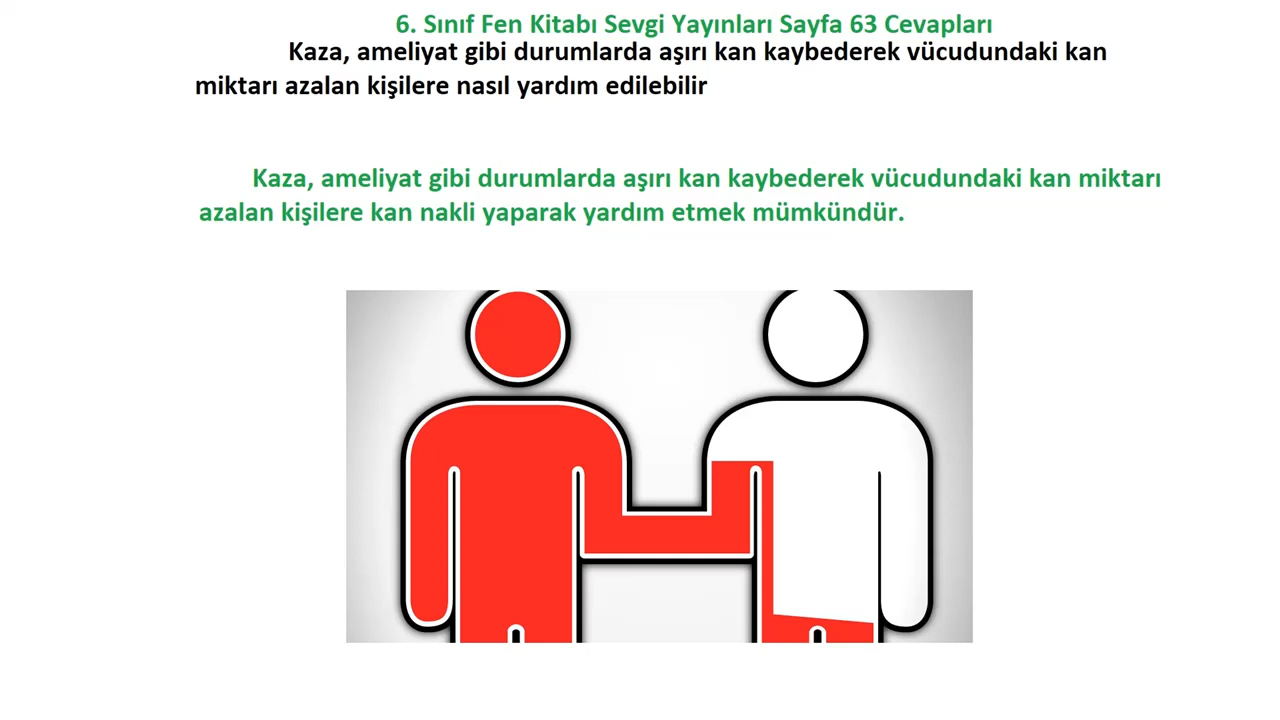 6. Sınıf Fen Kitabı Sevgi Yayınları Sayfa 63 Cevapları
Kaza, ameliyat gibi durumlarda aşırı kan kaybederek vücudundaki kan
miktarı azalan kişilere nasıl yardım edilebilir
Kaza, ameliyat gibi durumlarda aşırı kan kaybederek vücudundaki kan miktarı
azalan kişilere kan nakli yaparak yardım etmek mümkündür.